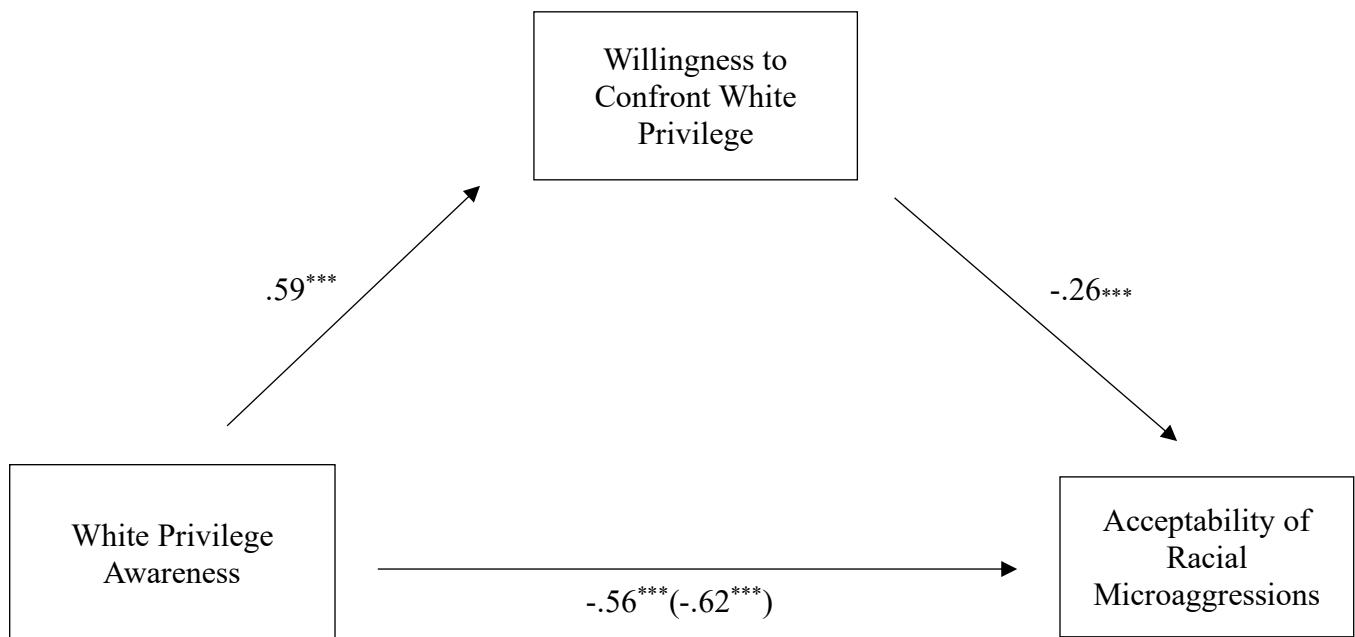 Willingness to
Confront White
Privilege
.59***
-.26***
White Privilege
Awareness
-.56***(-.62***)
Acceptability of
Racial
Microaggressions